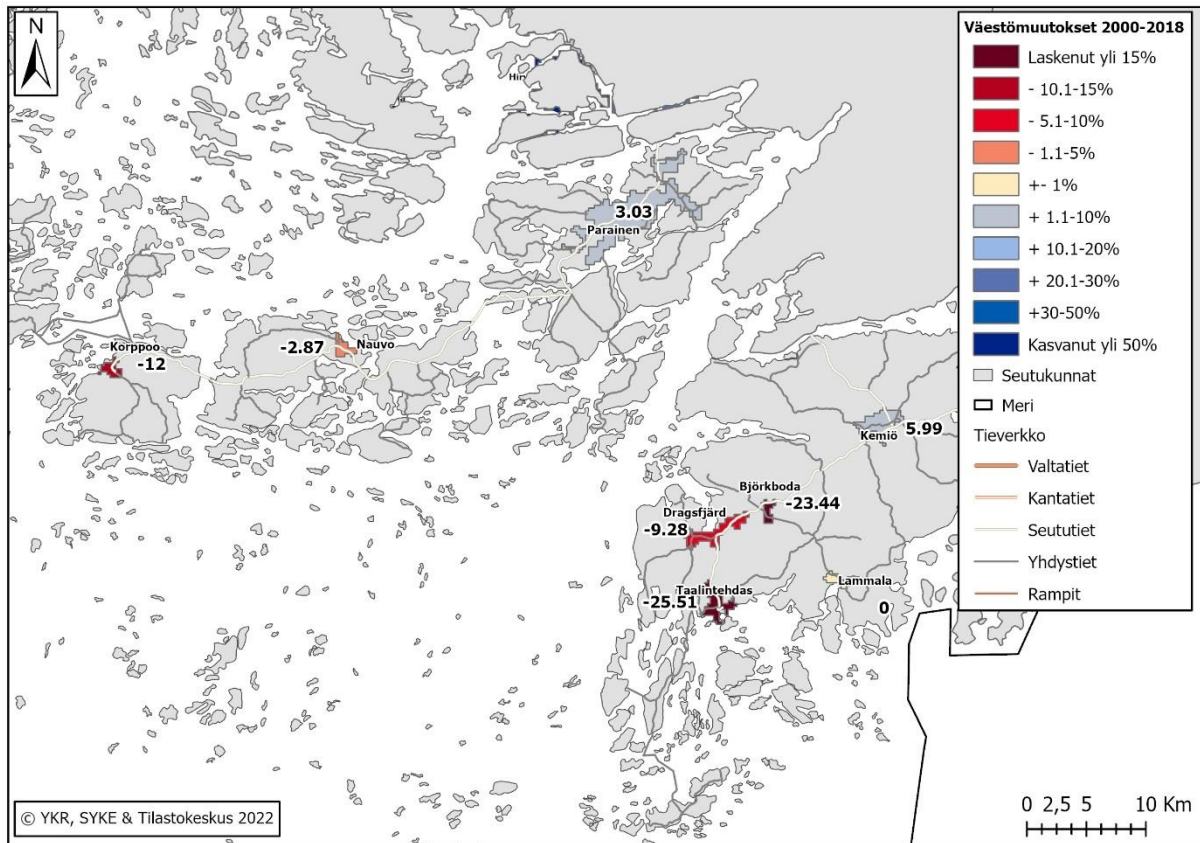 N
Hirv
Väestömuutokset 2000-2018
Laskenut yli 15%
- 10.1-15%
- 5.1-10%
- 1.1-5%
+- 1%
+ 1.1-10%
+ 10.1-20%
+ 20.1-30%
+30-50%
Kasvanut yli 50%
Seutukunnat
Meri
Tieverkko
Valtatiet
Kantatiet
Seututiet
Yhdystiet
Rampit
3.03
Parainen
Korppoo
-12
-2.87
Nauvo
5.99
Kemiö
Björkboda
-23.44
Dragsfjärd
-9.28
Taalintehdas
-25.51
Lammala
0
© YKR, SYKE & Tilastokeskus 2022
0 2,5 5 10 Km